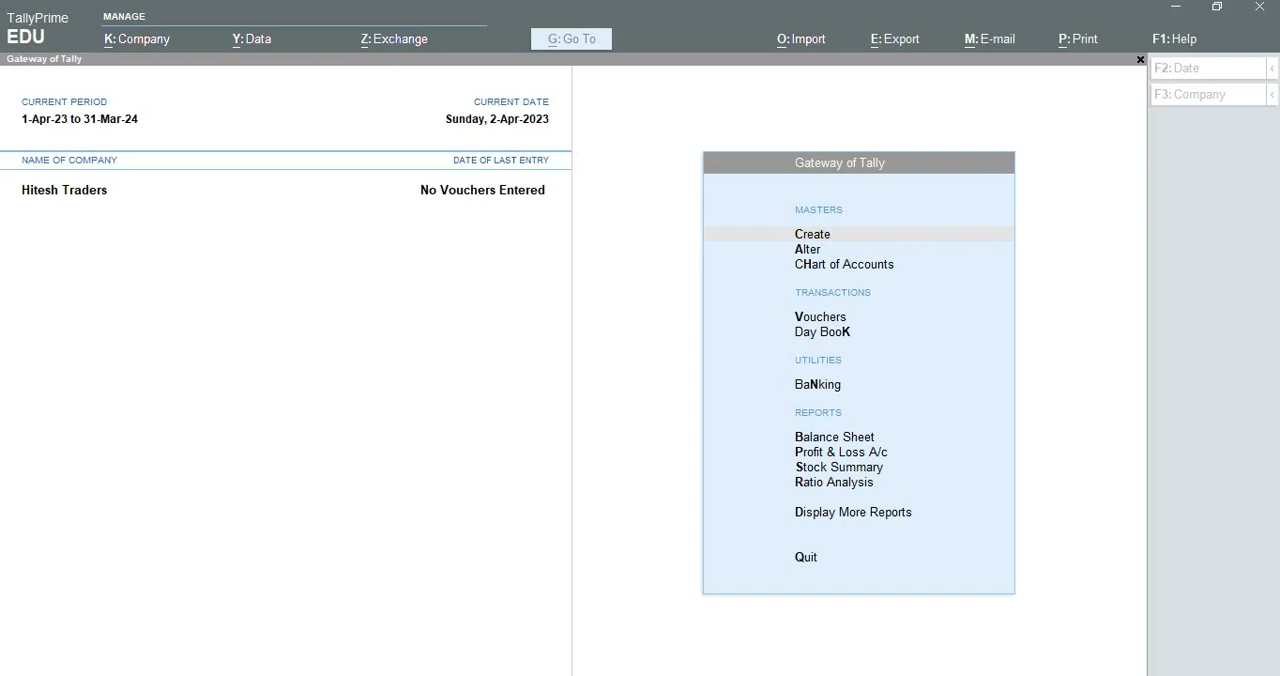 TallyPrime
EDU
MANAGE
K: Company
Y: Data
Z: Exchange
G: Go To
O: Import
E: Export
M: E-mail
P: Print
F1: Help
Gateway of Tally
F2: Date
F3: Company
CURRENT PERIOD
CURRENT DATE
1-Apr-23 to 31-Mar-24
Sunday, 2-Apr-2023
NAME OF COMPANY
DATE OF LAST ENTRY
Hitesh Traders
No Vouchers Entered
Gateway of Tally
MASTERS
Create
Alter
CHart of Accounts
TRANSACTIONS
Vouchers
Day BooK
UTILITIES
BaNking
REPORTS
Balance Sheet
Profit & Loss A/c
Stock Summary
Ratio Analysis
Display More Reports
Quit